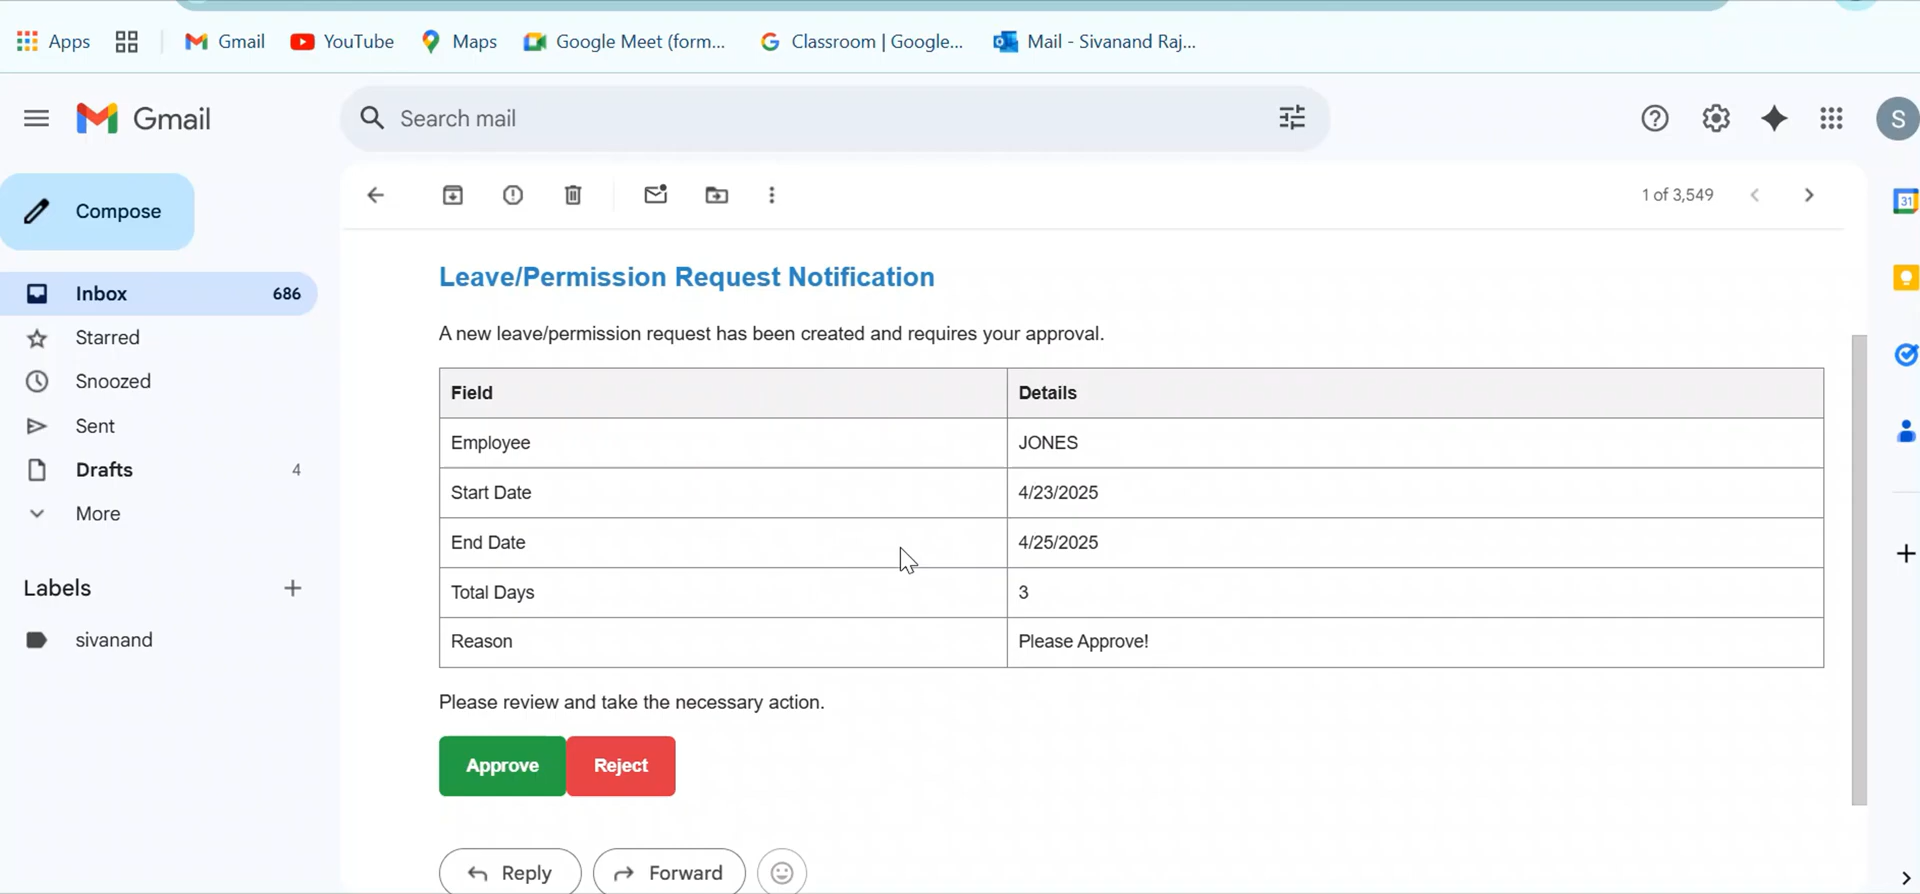 Apps Gmail YouTube Maps Google Meet (form... Classroom | Google... Mail - Sivanand Raj...
Gmail Search mail S
Compose 1 of 3,549 31
Inbox 686
Starred
Snoozed
Sent
Drafts 4
More
Labels
sivanand
Leave/Permission Request Notification
A new leave/permission request has been created and requires your approval.
Field Details
Employee JONES
Start Date 4/23/2025
End Date 4/25/2025
Total Days 3
Reason Please Approve!
Please review and take the necessary action.
Approve Reject
Reply Forward